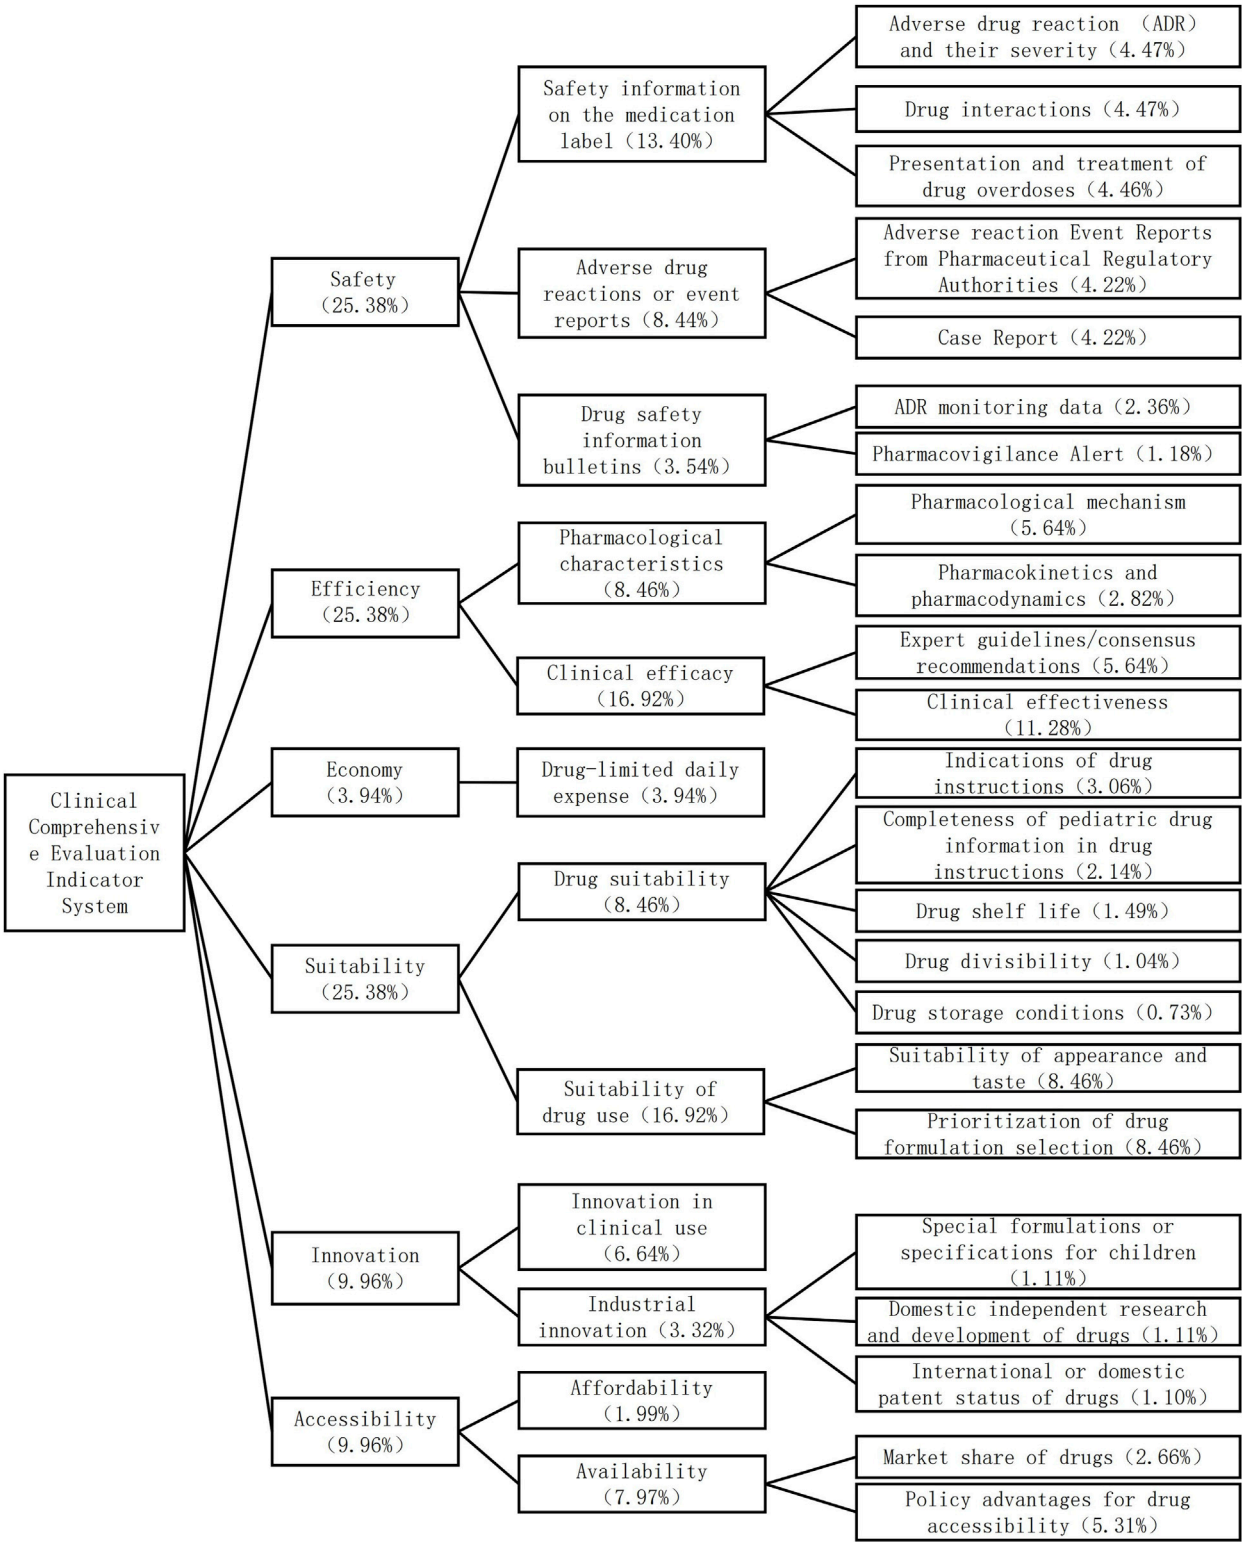 Clinical
Comprehensiv
e Evaluation
Indicator
System
Safety
(25.38%)
Efficiency
(25.38%)
Economy
(3.94%)
Suitability
(25.38%)
Innovation
(9.96%)
Accessibility
(9.96%)
Safety information
on the medication
label (13.40%)
Adverse drug
reactions or event
reports (8.44%)
Drug safety
information
bulletins (3.54%)
Pharmacological
characteristics
(8.46%)
Clinical efficacy
(16.92%)
Drug-limited daily
expense (3.94%)
Drug suitability
(8.46%)
Suitability of
drug use (16.92%)
Innovation in
clinical use
(6.64%)
Industrial
innovation (3.32%)
Affordability
(1.99%)
Availability
(7.97%)
Adverse drug reaction （ADR）
and their severity (4.47%)
Drug interactions (4.47%)
Presentation and treatment of
drug overdoses (4.46%)
Adverse reaction Event Reports
from Pharmaceutical Regulatory
Authorities (4.22%)
Case Report (4.22%)
ADR monitoring data (2.36%)
Pharmacovigilance Alert (1.18%)
Pharmacological mechanism
(5.64%)
Pharmacokinetics and
pharmacodynamics (2.82%)
Expert guidelines/consensus
recommendations (5.64%)
Clinical effectiveness
(11.28%)
Indications of drug
instructions (3.06%)
Completeness of pediatric drug
information in drug
instructions (2.14%)
Drug shelf life (1.49%)
Drug divisibility (1.04%)
Drug storage conditions (0.73%)
Suitability of appearance and
taste (8.46%)
Prioritization of drug
formulation selection (8.46%)
Special formulations or
specifications for children
(1.11%)
Domestic independent research
and development of drugs (1.11%)
International or domestic
patent status of drugs (1.10%)
Market share of drugs (2.66%)
Policy advantages for drug
accessibility (5.31%)